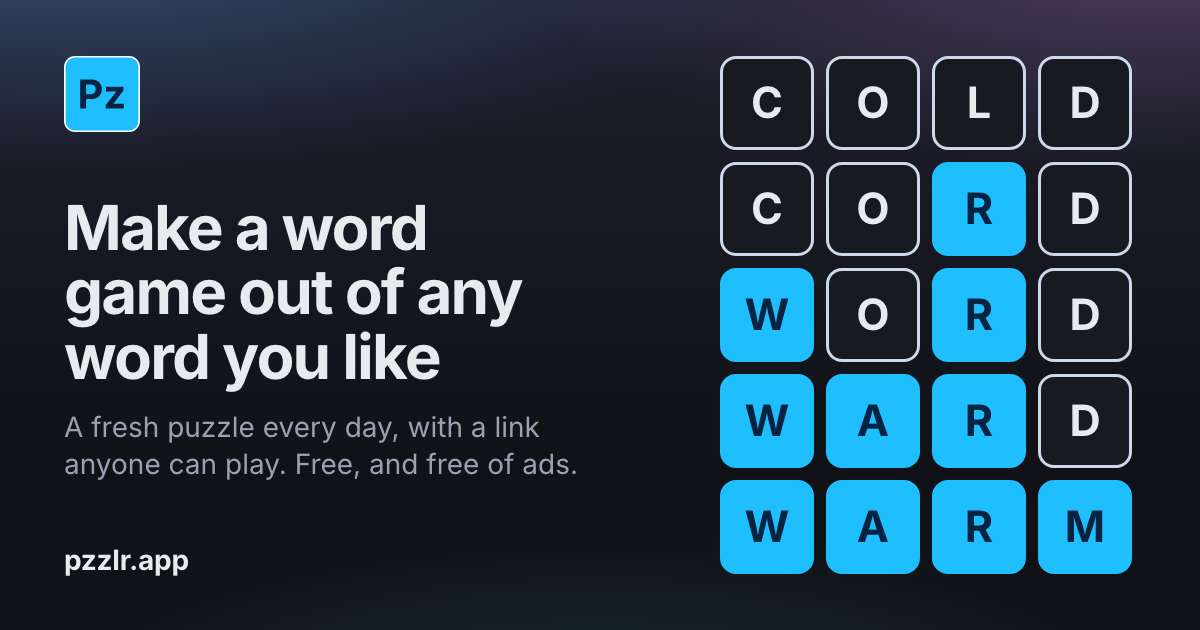 Pz
Make a word
game out of any
word you like
A fresh puzzle every day, with a link
anyone can play. Free, and free of ads.
pzzlr.app
C O L D
C O R D
W O R D
W A R D
W A R M